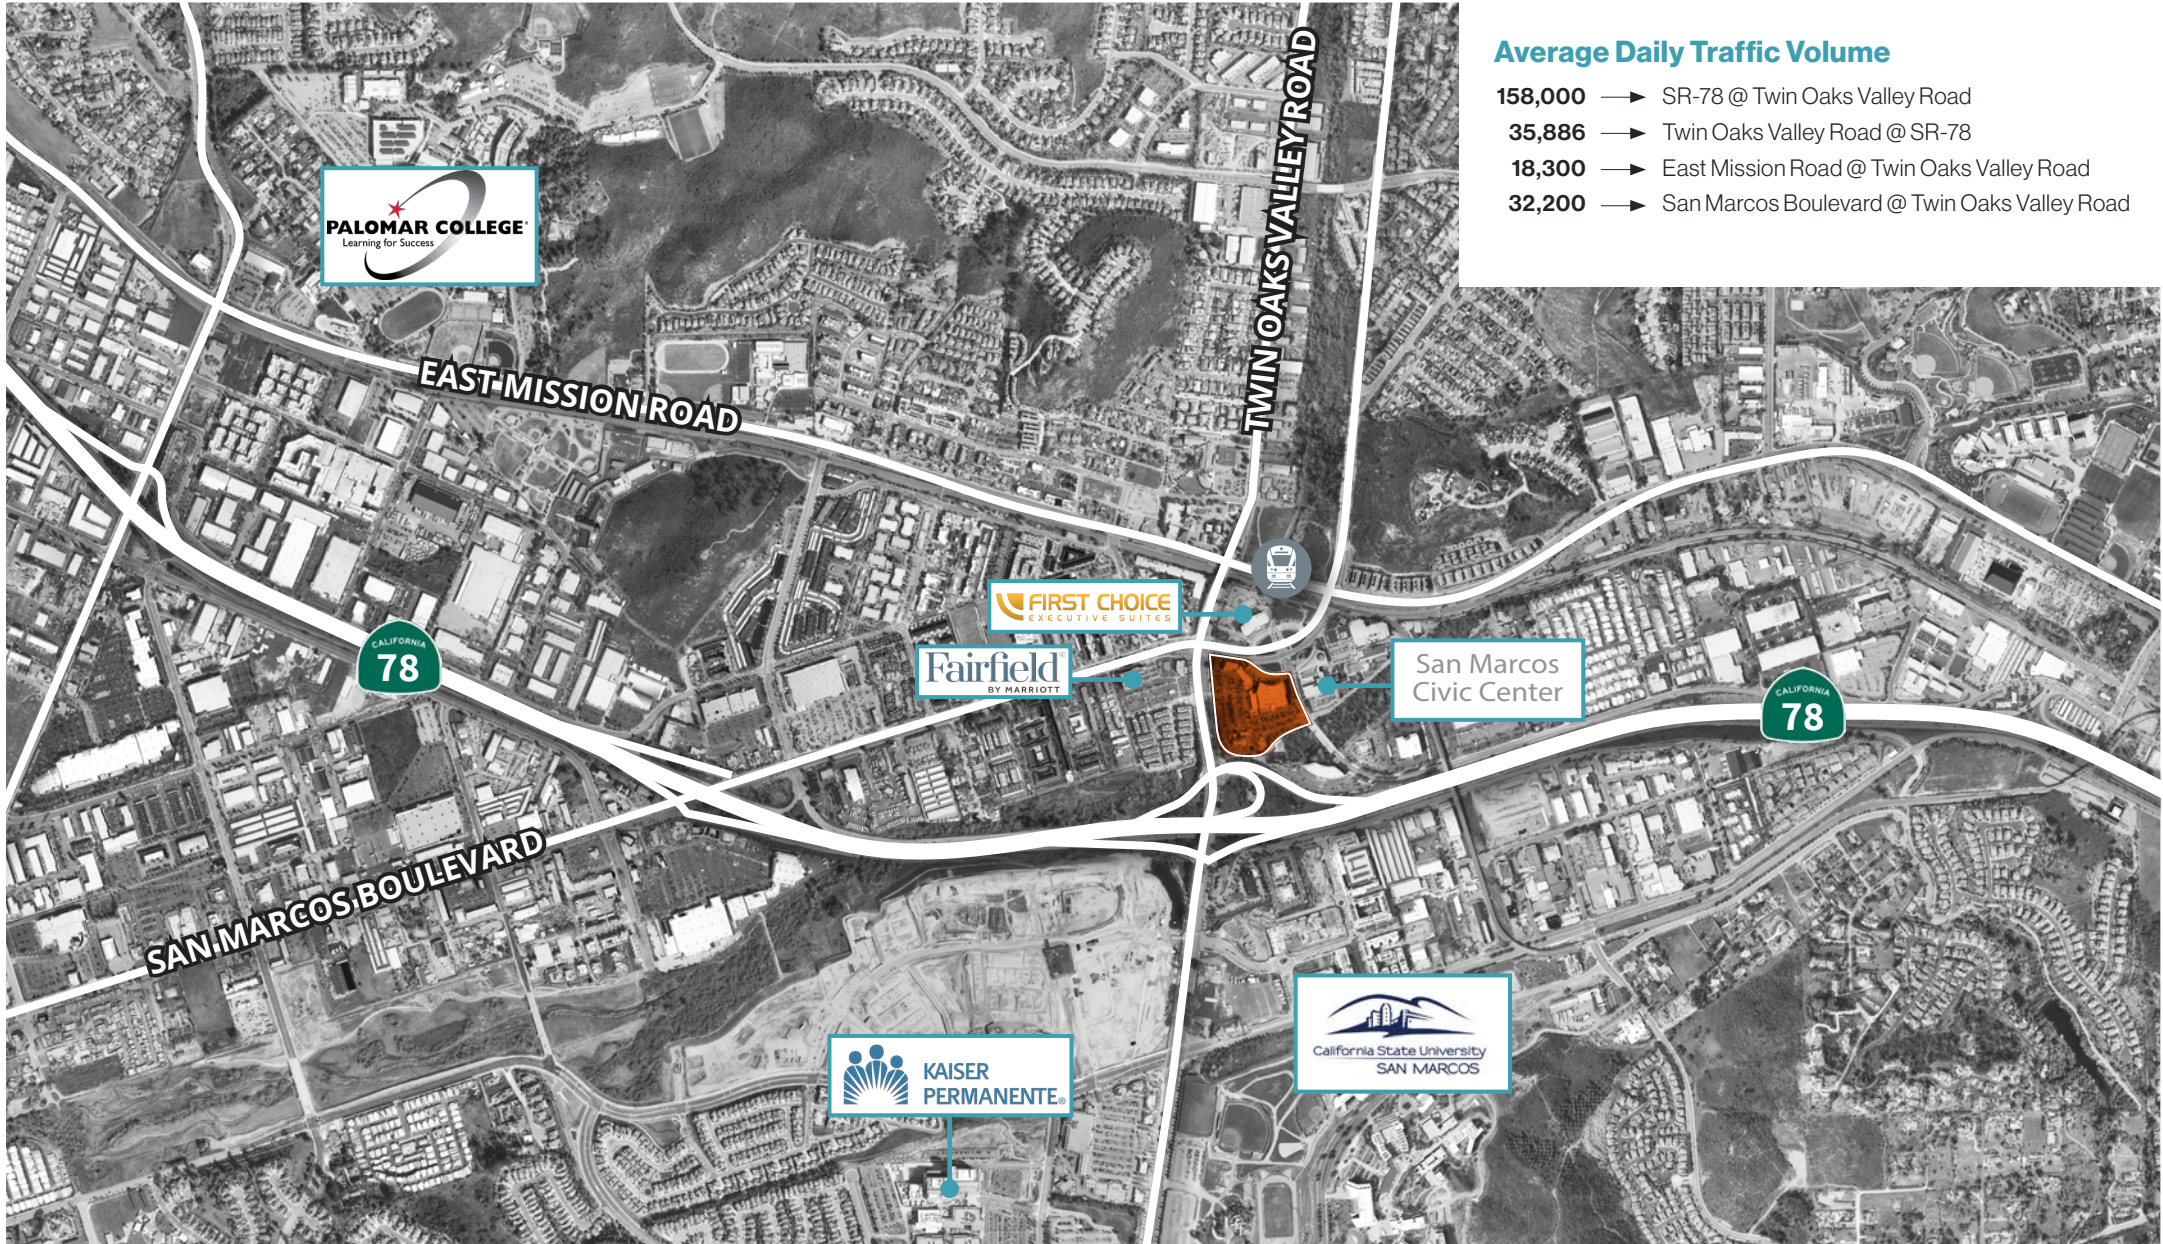 Average Daily Traffic Volume
158,000 SR-78 @ Twin Oaks Valley Road
35,886 Twin Oaks Valley Road @ SR-78
18,300 East Mission Road @ Twin Oaks Valley Road
32,200 San Marcos Boulevard @ Twin Oaks Valley Road
TWIN OAKS VALLEY ROAD
PALOMAR COLLEGE®
Learning for Success
EAST MISSION ROAD
FIRST CHOICE
EXECUTIVE SUITES
Fairfield®
BY MARRIOTT
San Marcos
Civic Center
CALIFORNIA
78
CALIFORNIA
78
SAN MARCOS BOULEVARD
California State University
SAN MARCOS
KAISER
PERMANENTE®